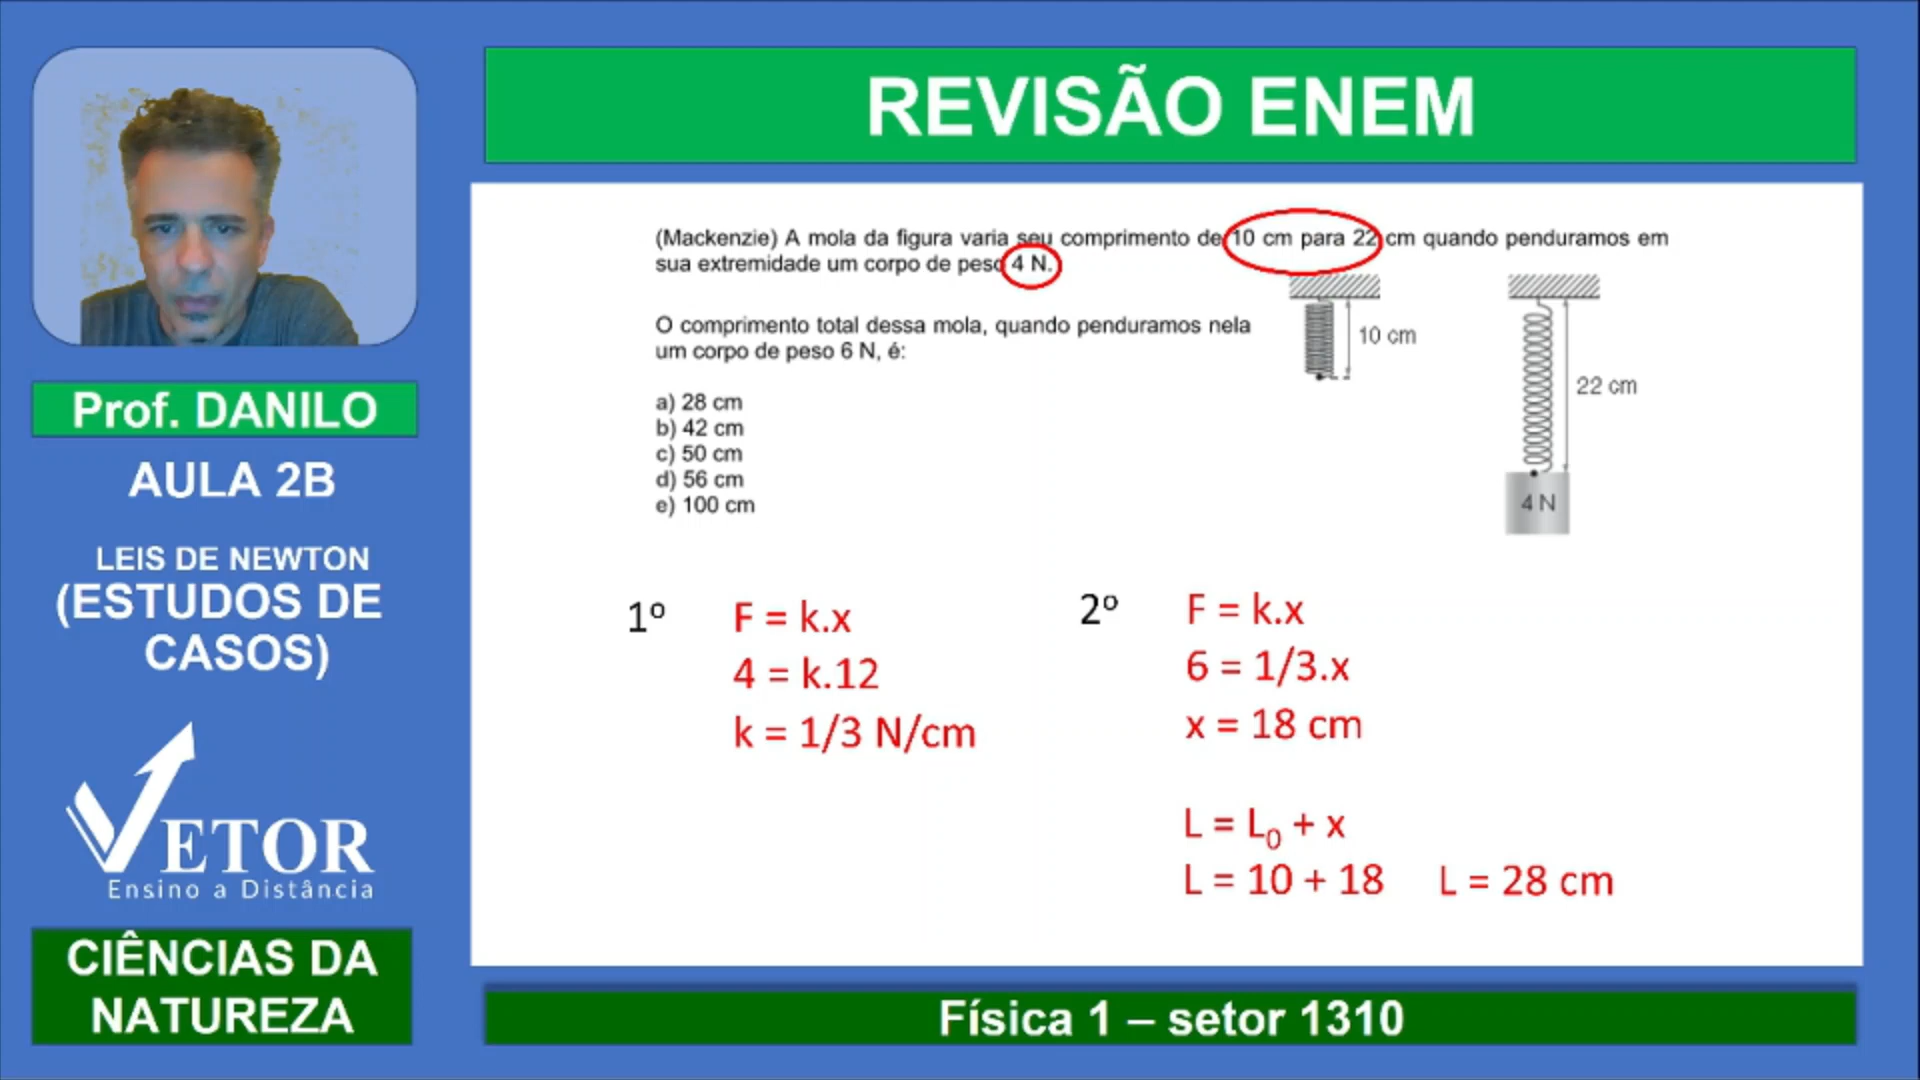 REVISÃO ENEM
Prof. DANILO
AULA 2B
LEIS DE NEWTON
(ESTUDOS DE
CASOS)
VETOR
Ensino a Distância
CIÊNCIAS DA
NATUREZA
(Mackenzie) A mola da figura varia seu comprimento de 10 cm para 22 cm quando penduramos em
sua extremidade um corpo de peso 4 N.
O comprimento total dessa mola, quando penduramos nela
um corpo de peso 6 N, é:
a) 28 cm
b) 42 cm
c) 50 cm
d) 56 cm
e) 100 cm
10 cm
22 cm
4 N
1º
F = k.x
4 = k.12
k = 1/3 N/cm
2º
F = k.x
6 = 1/3.x
x = 18 cm
L = L₀ + x
L = 10 + 18 L = 28 cm
Física 1 – setor 1310